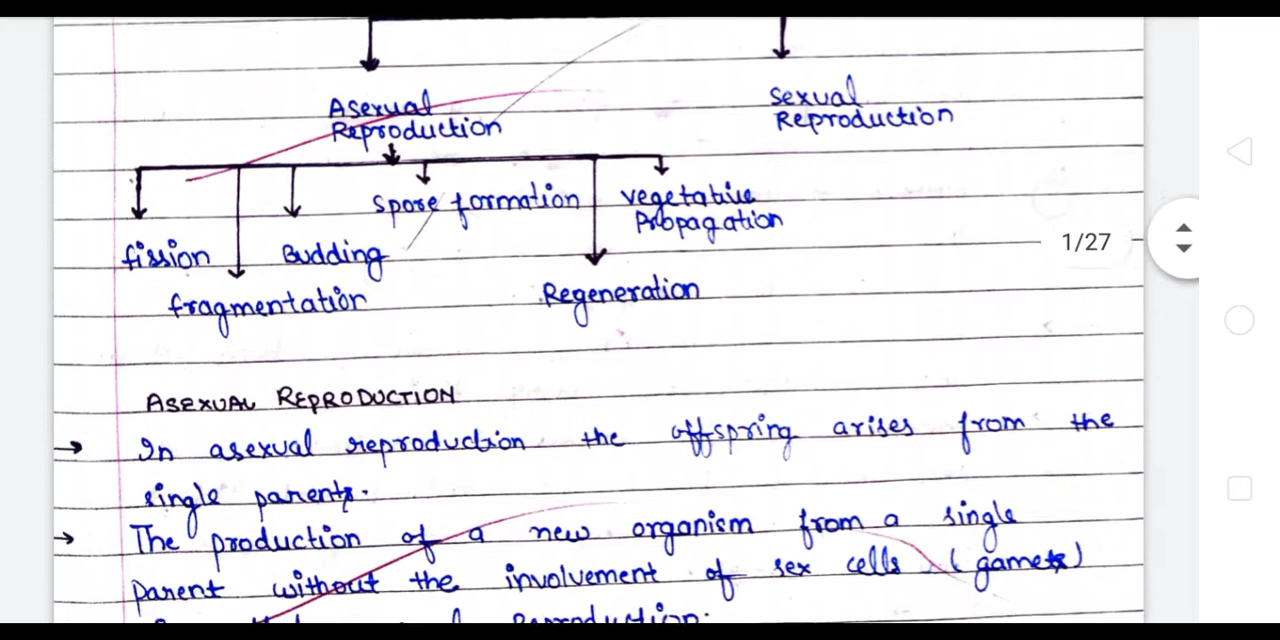 Asexual
Reproduction
Sexual
Reproduction
Spore formation
vegetative
Propagation
fission
Budding
fragmentation
Regeneration
1/27
ASEXUAL REPRODUCTION
→ In asexual reproduction the offspring arises from the
single parents.
→ The production of a new organism from a single
parent without the involvement of sex cells (gametes)
Reproduction.